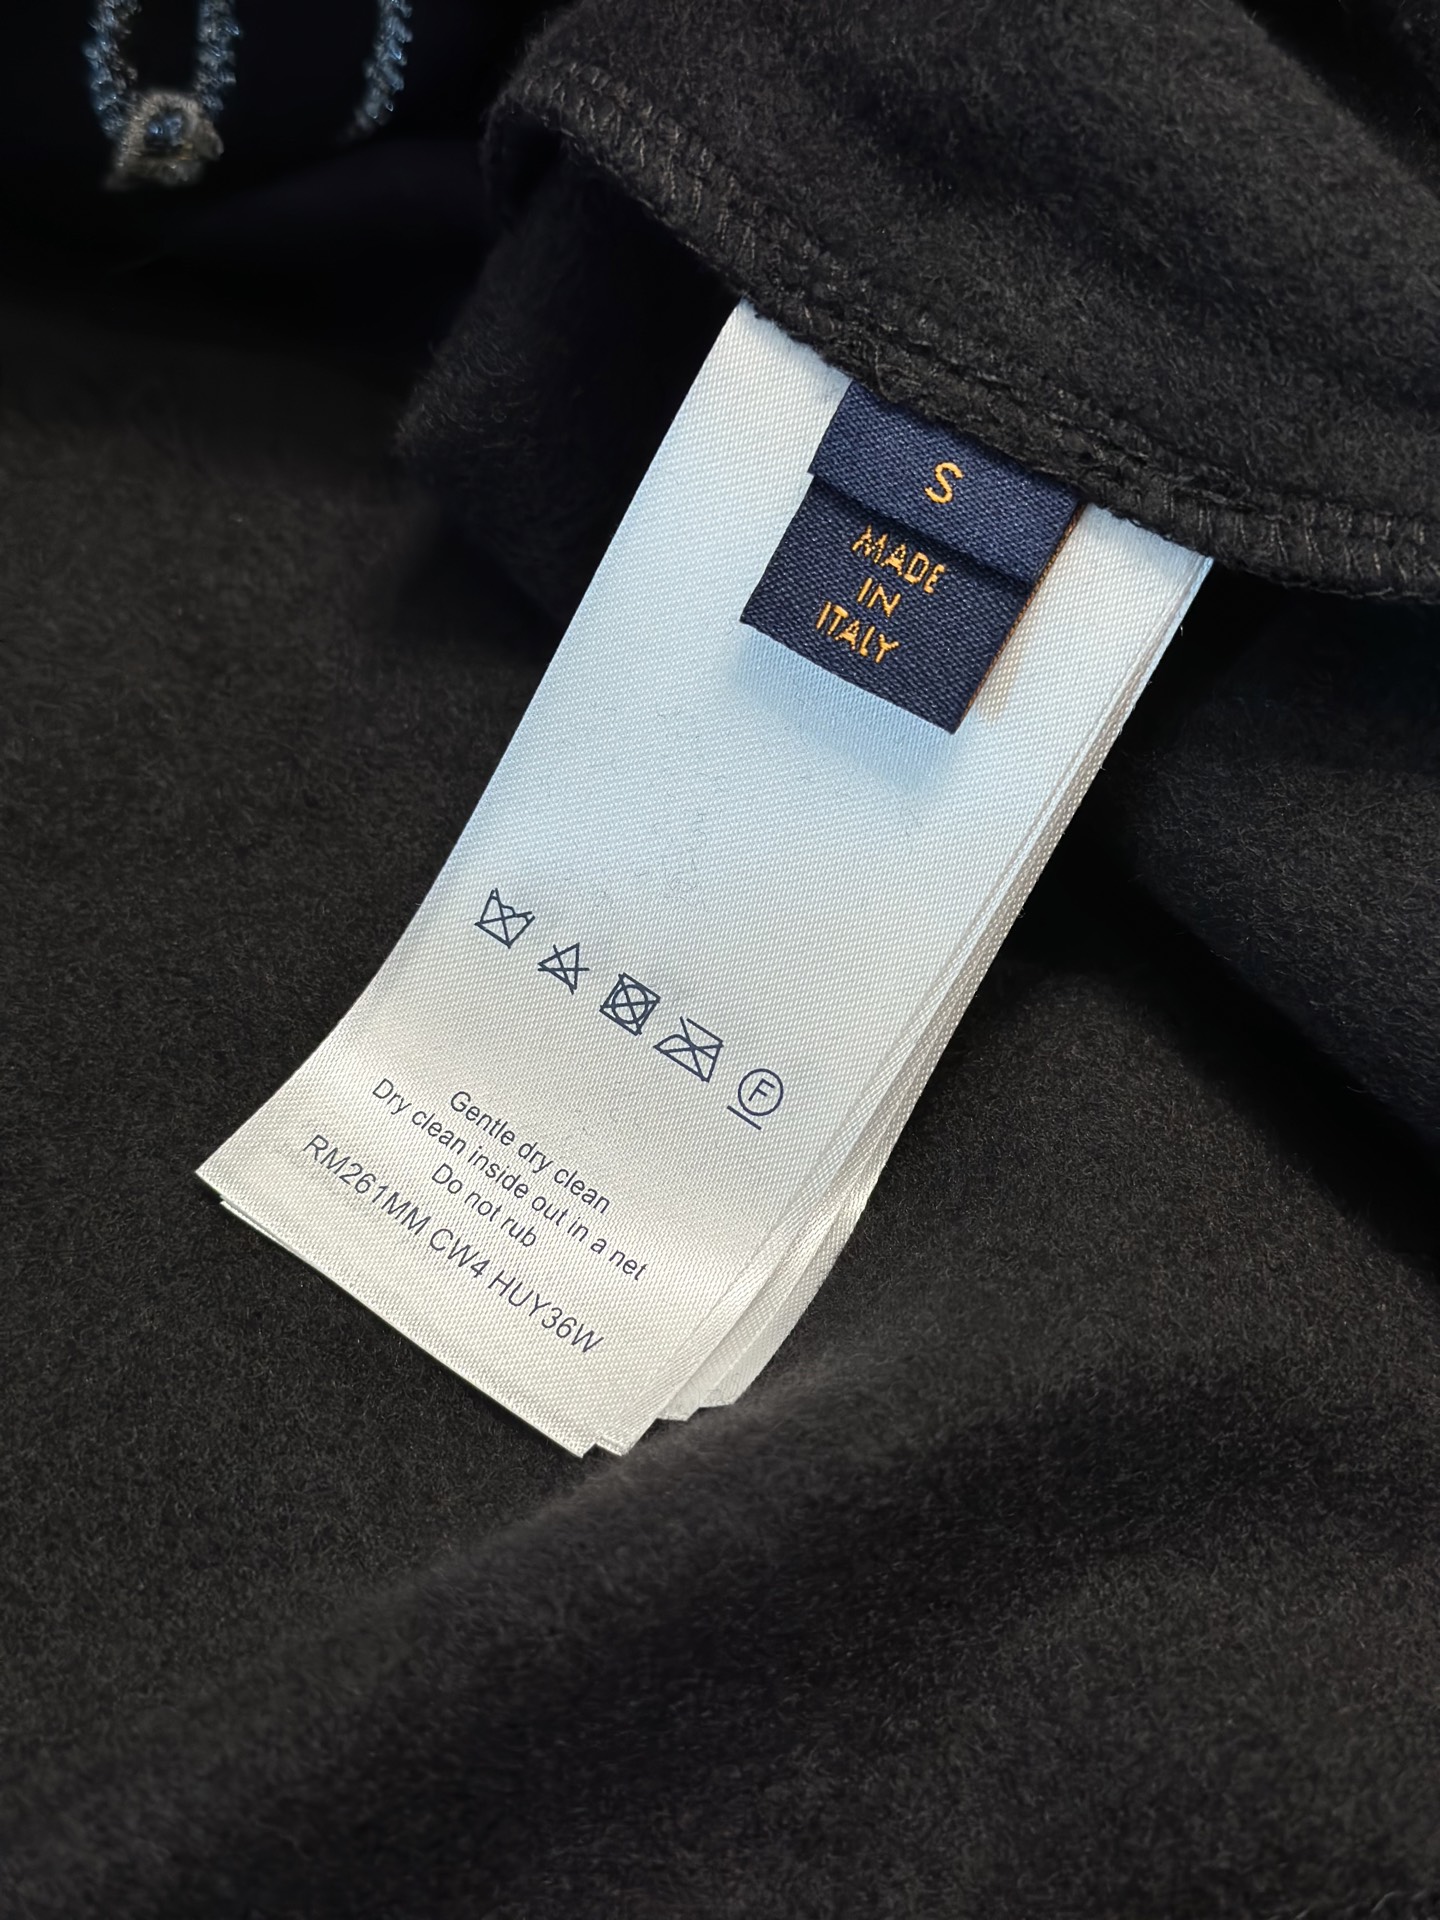 S
MADE
IN
ITALY
F
Gentle dry clean
Dry clean inside out in a net
Do not rub
RM261MM CW4 HUY36W